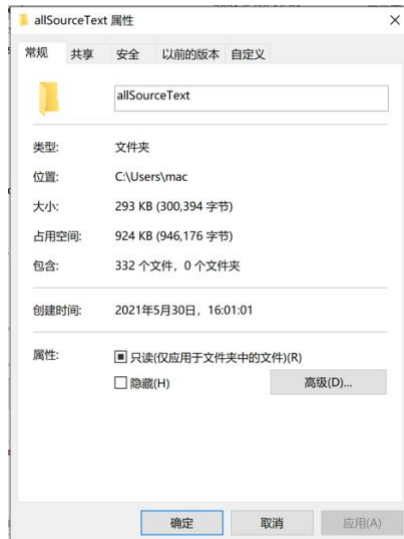 allSourceText 属性
常规 共享 安全 以前的版本 自定义
allSourceText
类型: 文件夹
位置: C:\Users\mac
大小: 293 KB (300,394 字节)
占用空间: 924 KB (946,176 字节)
包含: 332 个文件，0 个文件夹
创建时间: 2021年5月30日，16:01:01
属性: 只读(仅应用于文件夹中的文件)(R)
隐藏(H) 高级(D)...
确定 取消 应用(A)